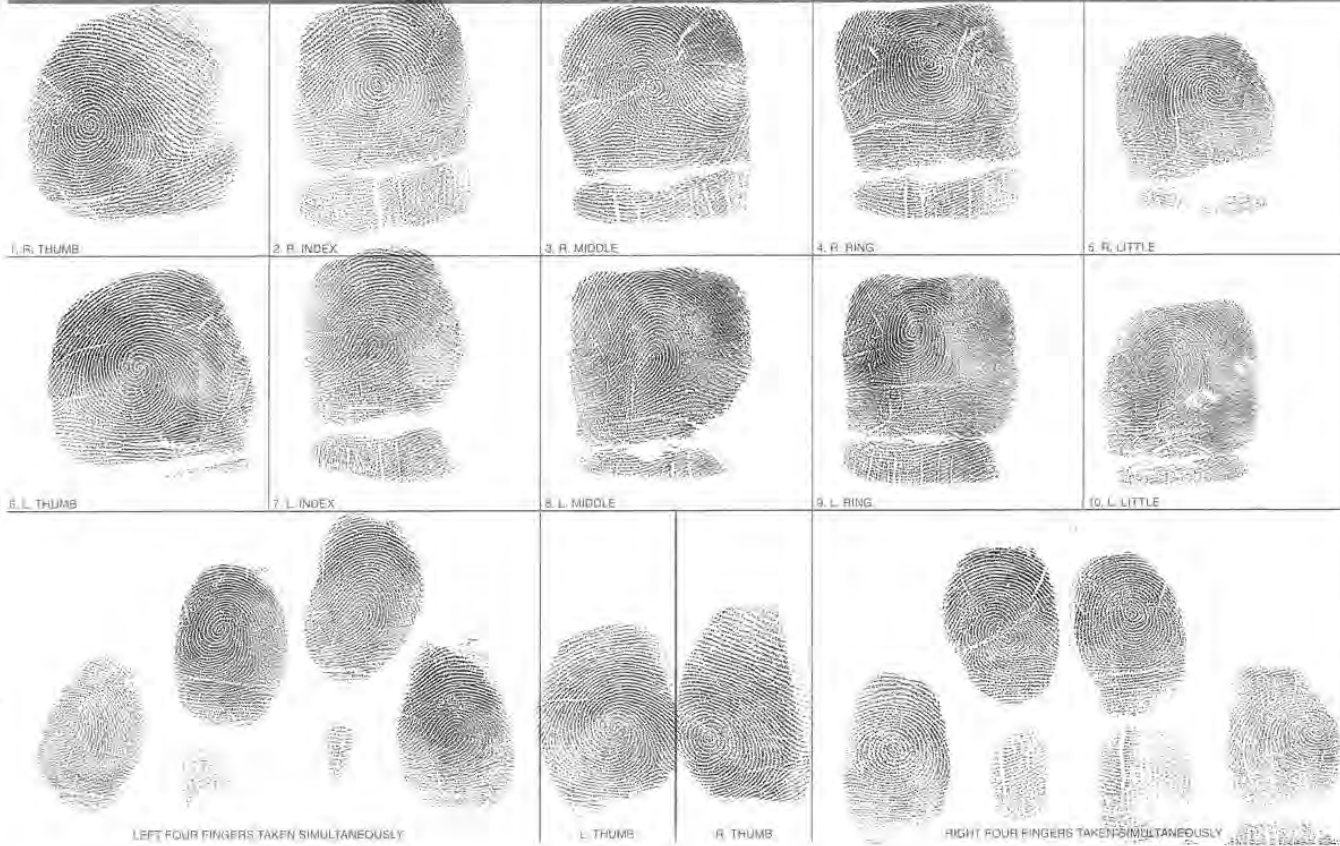 1. R. THUMB 2. R. INDEX 3. R. MIDDLE 4. R. RING 5. R. LITTLE
6. L. THUMB 7. L. INDEX 8. L. MIDDLE 9. L. RING 10. L. LITTLE
LEFT FOUR FINGERS TAKEN SIMULTANEOUSLY L. THUMB R. THUMB RIGHT FOUR FINGERS TAKEN SIMULTANEOUSLY